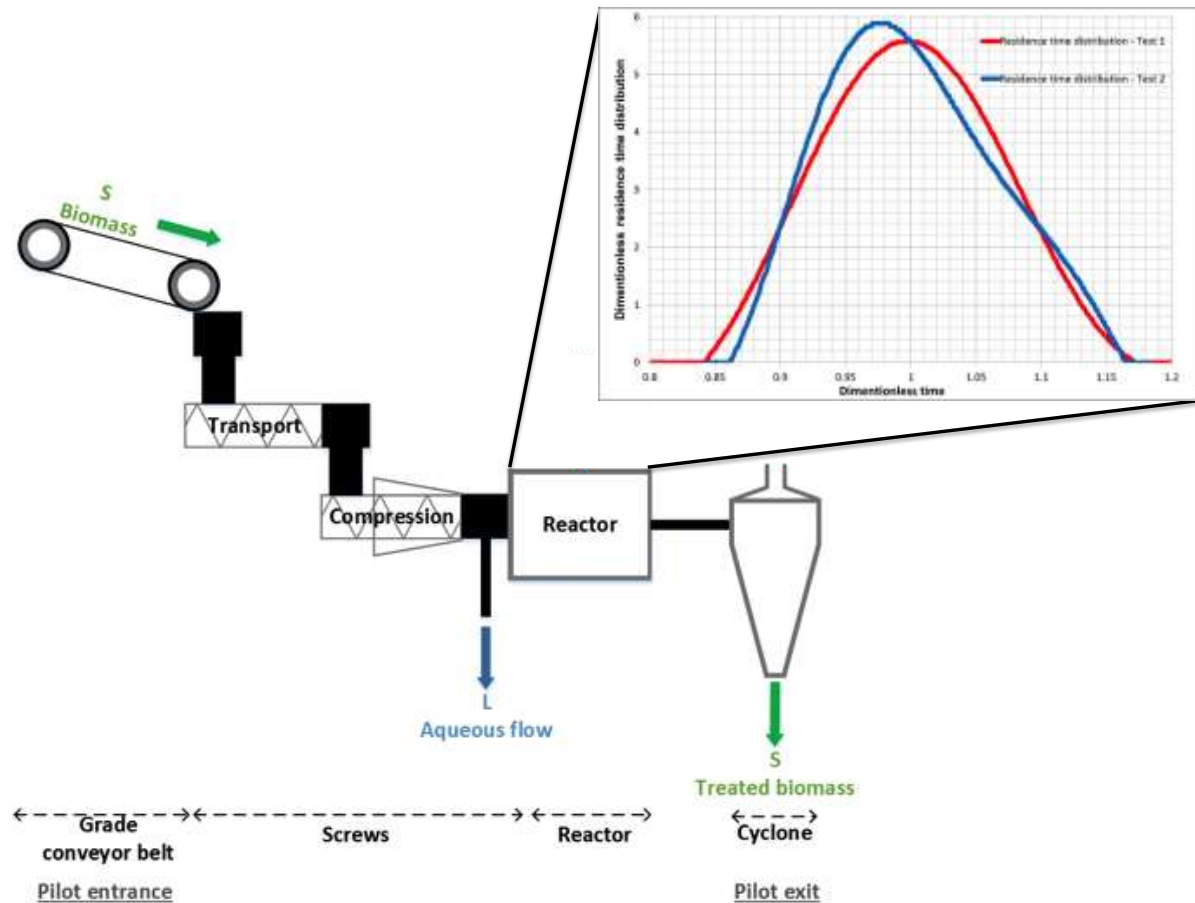 6
5
4
3
2
1
0
Dimentionless residence time distribution
Residence time distribution - Test 1
Residence time distribution - Test 2
0.8 0.85 0.9 0.95 1 1.05 1.1 1.15 1.2
Dimentionless time
S
Biomass
Transport
Compression
Reactor
L
Aqueous flow
S
Treated biomass
Grade
conveyor belt
Screws
Reactor
Cyclone
Pilot entrance
Pilot exit